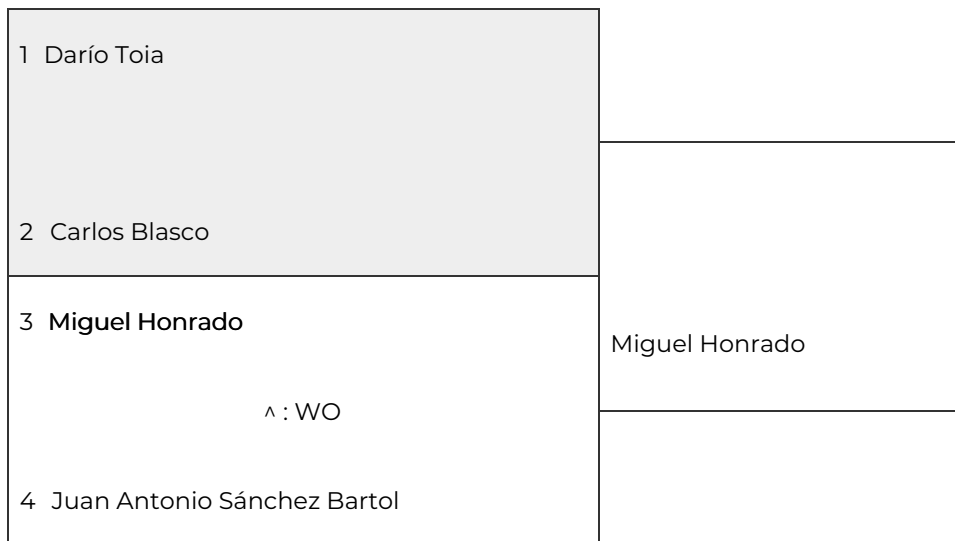 1 Darío Toia
2 Carlos Blasco
3 Miguel Honrado
Miguel Honrado
^ : WO
4 Juan Antonio Sánchez Bartol